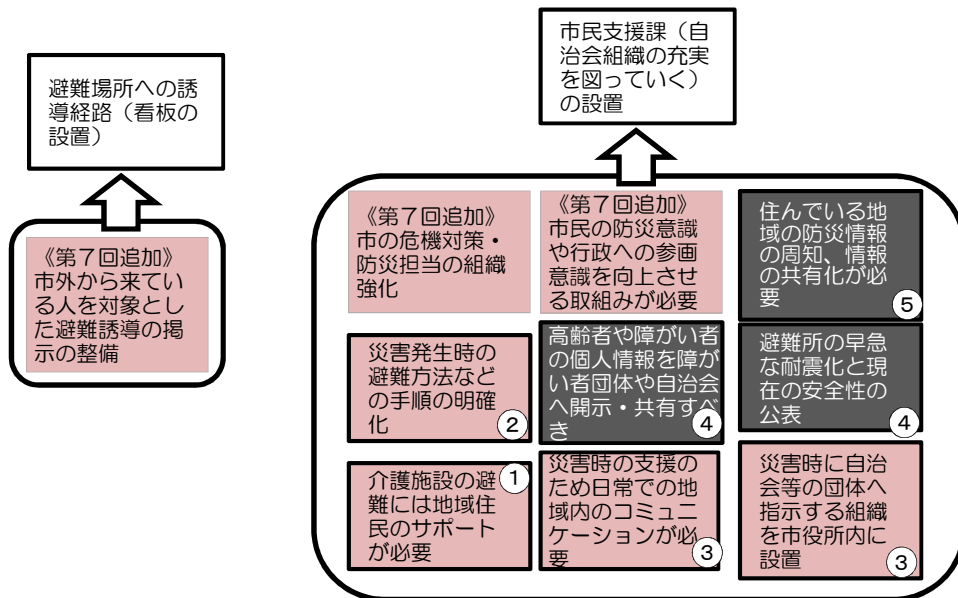 避難場所への誘
導経路（看板の
設置）
《第７回追加》
市外から来てい
る人を対象とし
た避難誘導の掲
示の整備
市民支援課（自
治会組織の充実
を図っていく）
の設置
《第７回追加》
市の危機対策・
防災担当の組織
強化
《第７回追加》
市民の防災意識
や行政への参画
意識を向上させ
る取組みが必要
住んでいる地
域の防災情報
の周知、情報
の共有化が必
要
⑤
災害発生時の
避難方法など
の手順の明確
化
②
高齢者や障がい者
の個人情報を障が
い者団体や自治会
へ開示・共有すべ
き
④
避難所の早急
な耐震化と現
在の安全性の
公表
④
①
介護施設の避
難には地域住
民のサポート
が必要
災害時の支援の
ため日常での地
域内のコミュニ
ケーションが必
要
③
災害時に自治
会等の団体へ
指示する組織
を市役所内に
設置
③